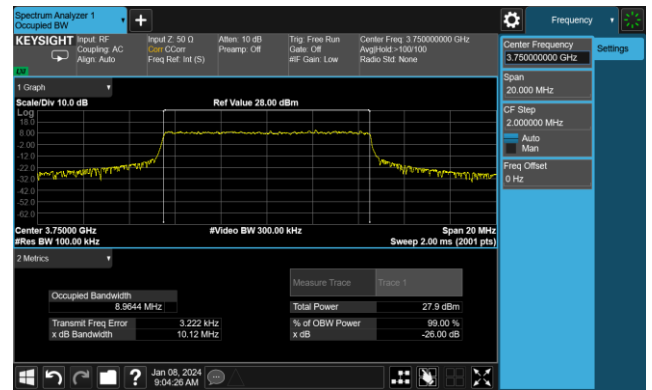 Spectrum Analyzer 1
Occupied BW
Frequency
KEYSIGHT Input: RF Input Z: 50 Ω Atten: 10 dB Trig: Free Run Center Freq: 3.750000000 GHz
Coupling: AC Corr CCorr Preamp: Off Gate: Off Avg|Hold:>100/100
Align: Auto Freq Ref: Int (S) #IF Gain: Low Radio Std: None
Center Frequency
3.750000000 GHz
Settings
Span
20.000 MHz
CF Step
2.000000 MHz
Auto
Man
Freq Offset
0 Hz
1 Graph
Scale/Div 10.0 dB Ref Value 28.00 dBm
Log
18.0
8.00
-2.00
-12.0
-22.0
-32.0
-42.0
-52.0
-62.0
Center 3.75000 GHz #Video BW 300.00 kHz Span 20 MHz
#Res BW 100.00 kHz Sweep 2.00 ms (2001 pts)
2 Metrics
Measure Trace Trace 1
Occupied Bandwidth
8.9644 MHz
Total Power 27.9 dBm
Transmit Freq Error 3.222 kHz % of OBW Power 99.00 %
x dB Bandwidth 10.12 MHz x dB -26.00 dB
Jan 08, 2024
9:04:26 AM